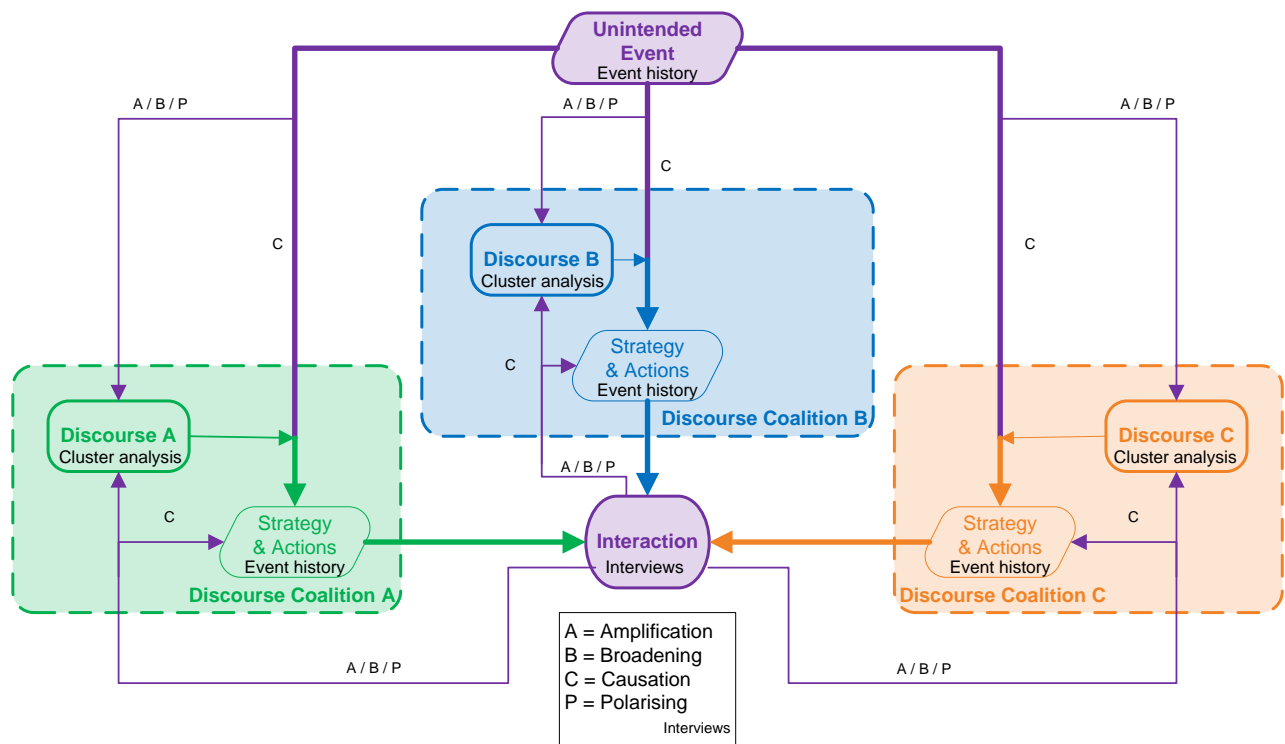 Unintended
Event
Event history
A / B / P
A / B / P
A / B / P
C
C
C
Discourse B
Cluster analysis
Strategy
& Actions
Event history
C
Discourse Coalition B
Discourse A
Cluster analysis
C
Strategy
& Actions
Event history
Discourse Coalition A
A / B / P
Interaction
Interviews
Discourse C
Cluster analysis
C
Strategy
& Actions
Event history
Discourse Coalition C
A / B / P
A / B / P
A = Amplification
B = Broadening
C = Causation
P = Polarising
Interviews